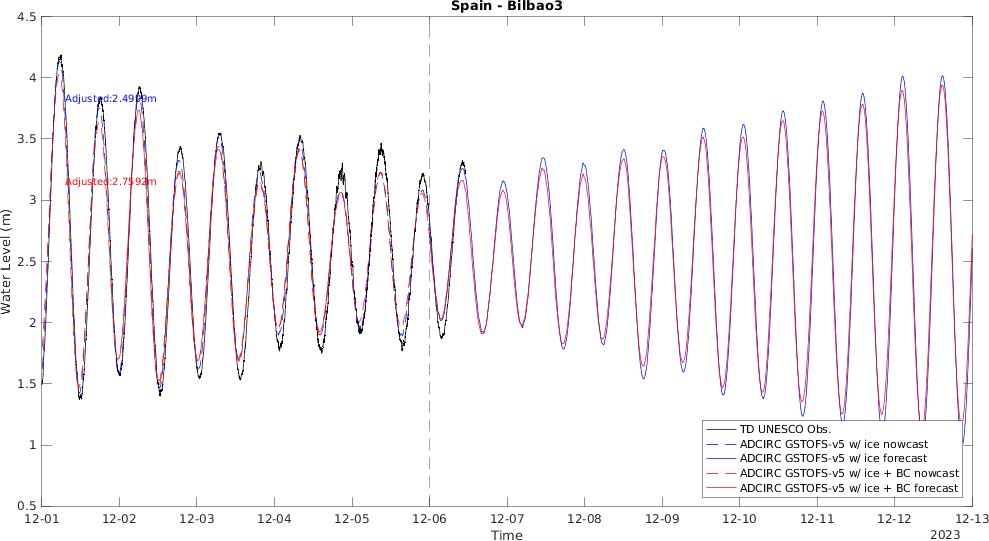 Spain - Bilbao3
4.5
4
3.5
3
2.5
2
1.5
1
0.5
Water Level (m)
Adjusted:2.4999m
Adjusted:2.7592m
TD UNESCO Obs.
ADCIRC GSTOFS-v5 w/ ice nowcast
ADCIRC GSTOFS-v5 w/ ice forecast
ADCIRC GSTOFS-v5 w/ ice + BC nowcast
ADCIRC GSTOFS-v5 w/ ice + BC forecast
12-01 12-02 12-03 12-04 12-05 12-06 12-07 12-08 12-09 12-10 12-11 12-12 12-13
Time
2023